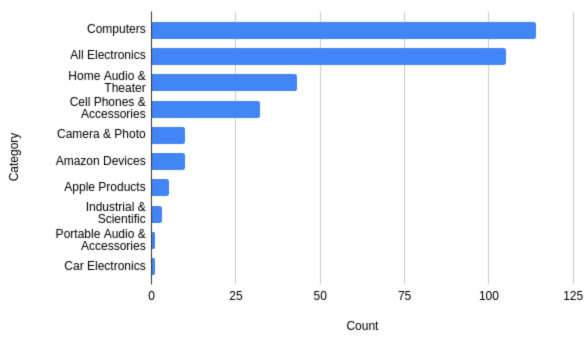 Computers
All Electronics
Home Audio &
Theater
Cell Phones &
Accessories
Camera & Photo
Amazon Devices
Apple Products
Industrial &
Scientific
Portable Audio &
Accessories
Car Electronics
Category
0 25 50 75 100 125
Count